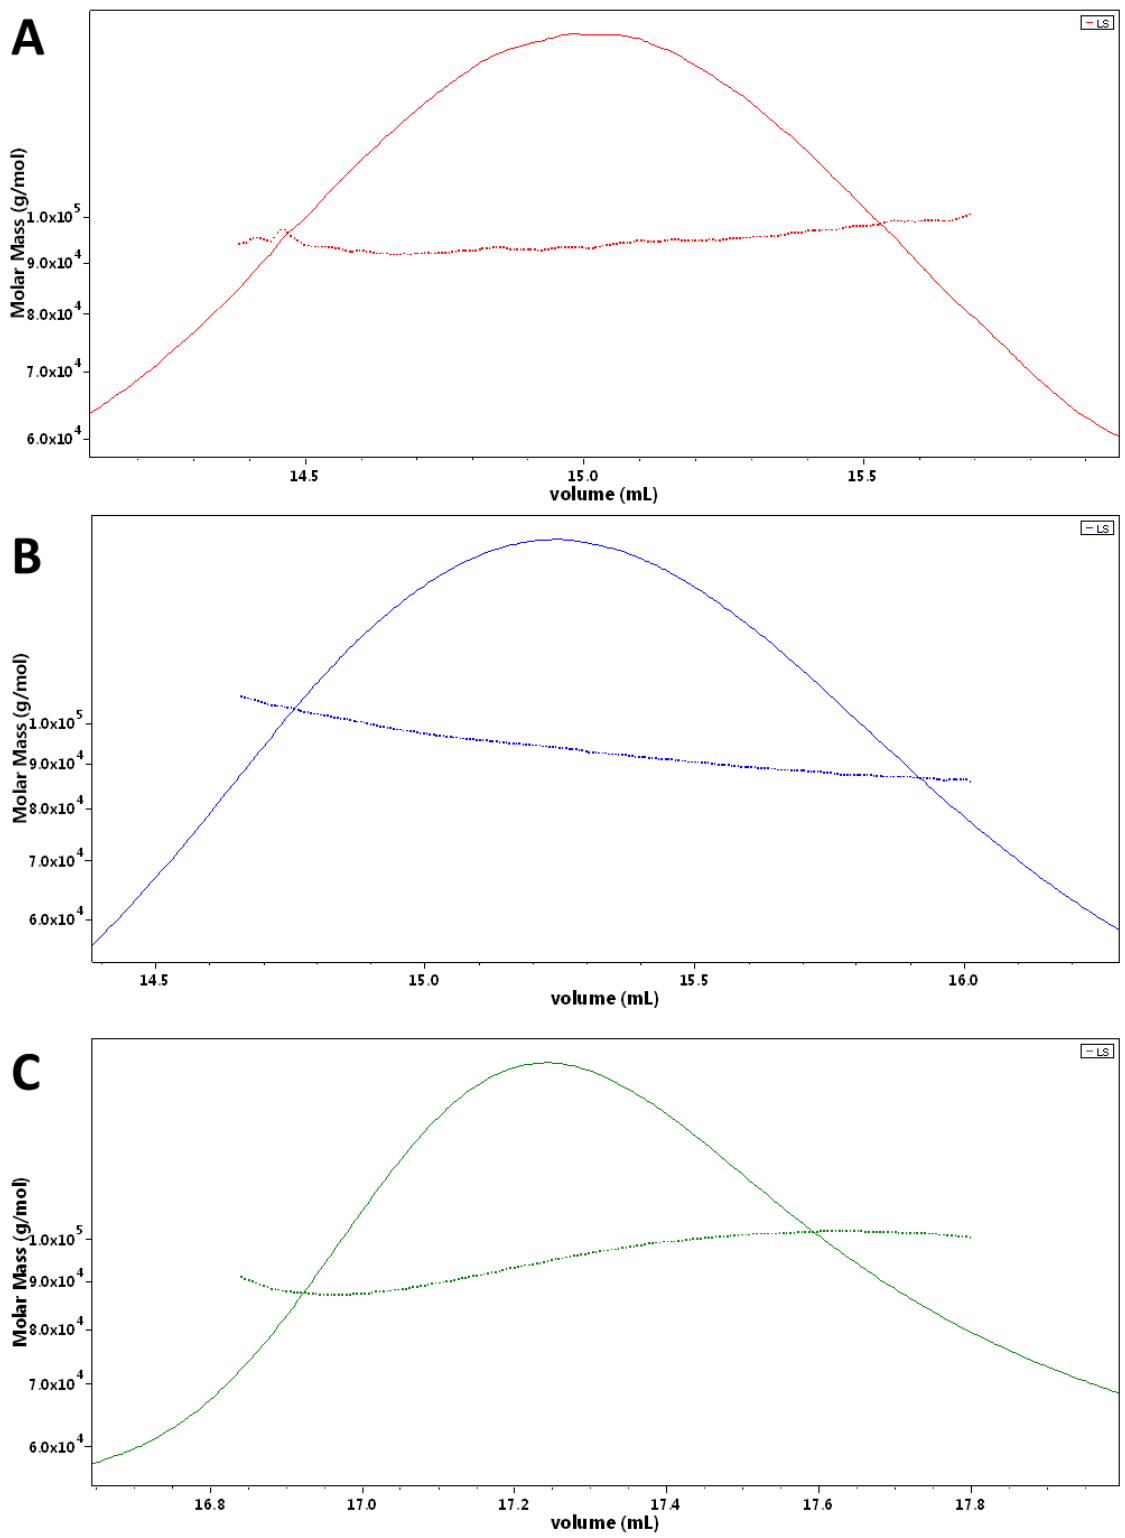 A
LS
Molar Mass (g/mol)
1.0x10^5
9.0x10^4
8.0x10^4
7.0x10^4
6.0x10^4
14.5 15.0 15.5
volume (mL)
B
LS
Molar Mass (g/mol)
1.0x10^5
9.0x10^4
8.0x10^4
7.0x10^4
6.0x10^4
14.5 15.0 15.5 16.0
volume (mL)
C
LS
Molar Mass (g/mol)
1.0x10^5
9.0x10^4
8.0x10^4
7.0x10^4
6.0x10^4
16.8 17.0 17.2 17.4 17.6 17.8
volume (mL)